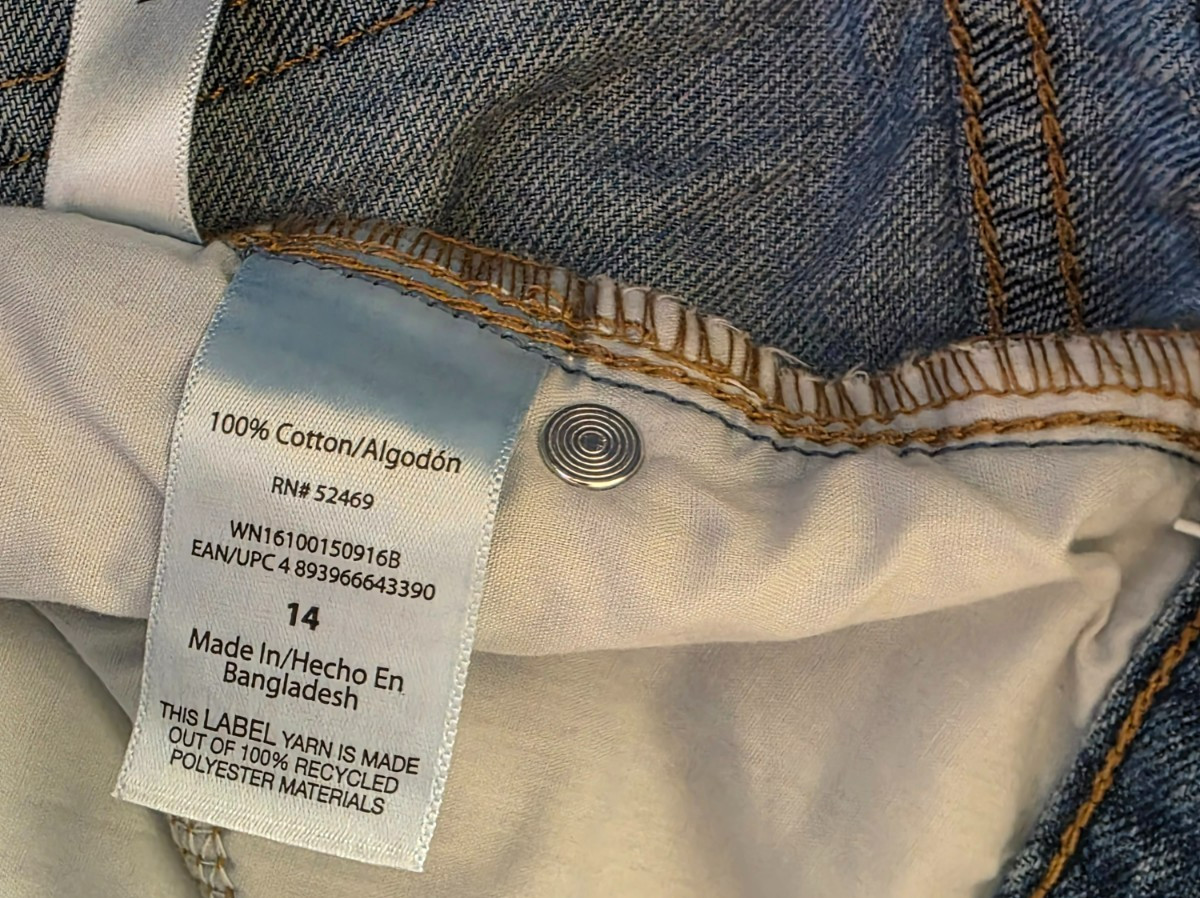 100% Cotton/Algodón
RN# 52469
WN16100150916B
EAN/UPC 4 893966643390
14
Made In/Hecho En
Bangladesh
THIS LABEL YARN IS MADE
OUT OF 100% RECYCLED
POLYESTER MATERIALS